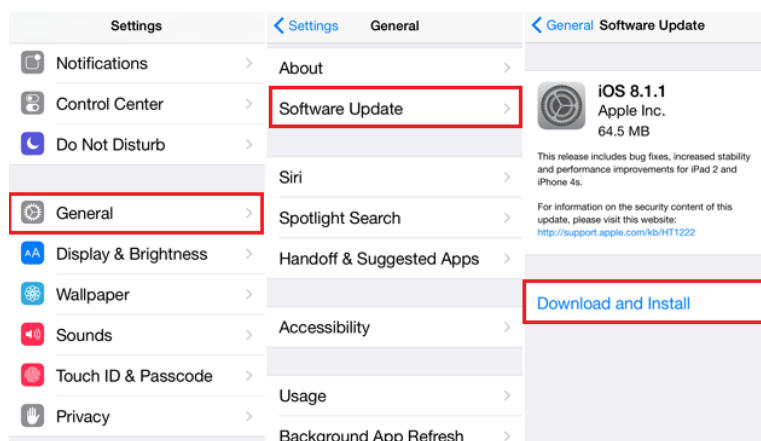 Settings
Notifications
Control Center
Do Not Disturb
General
Display & Brightness
Wallpaper
Sounds
Touch ID & Passcode
Privacy
Settings General
About
Software Update
Siri
Spotlight Search
Handoff & Suggested Apps
Accessibility
Usage
Background App Refresh
General Software Update
iOS 8.1.1
Apple Inc.
64.5 MB
This release includes bug fixes, increased stability
and performance improvements for iPad 2 and
iPhone 4s.
For information on the security content of this
update, please visit this website:
http://support.apple.com/kb/HT1222
Download and Install